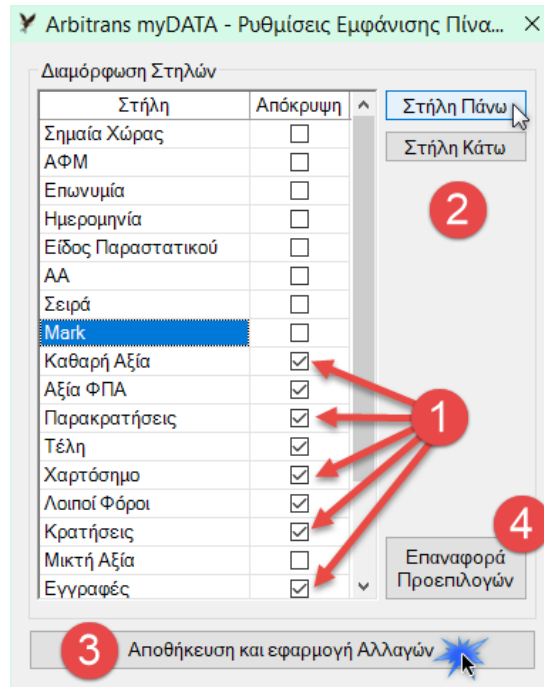 Arbitrans myDATA - Ρυθμίσεις Εμφάνισης Πίνα...
Διαμόρφωση Στηλών
Στήλη Απόκρυψη
Σημαία Χώρας
ΑΦΜ
Επωνυμία
Ημερομηνία
Είδος Παραστατικού
ΑΑ
Σειρά
Mark
Καθαρή Αξία
Αξία ΦΠΑ
Παρακρατήσεις
Τέλη
Χαρτόσημο
Λοιποί Φόροι
Κρατήσεις
Μικτή Αξία
Εγγραφές
1
Στήλη Πάνω
Στήλη Κάτω
2
4
Επαναφορά
Προεπιλογών
3 Αποθήκευση και εφαρμογή Αλλαγών